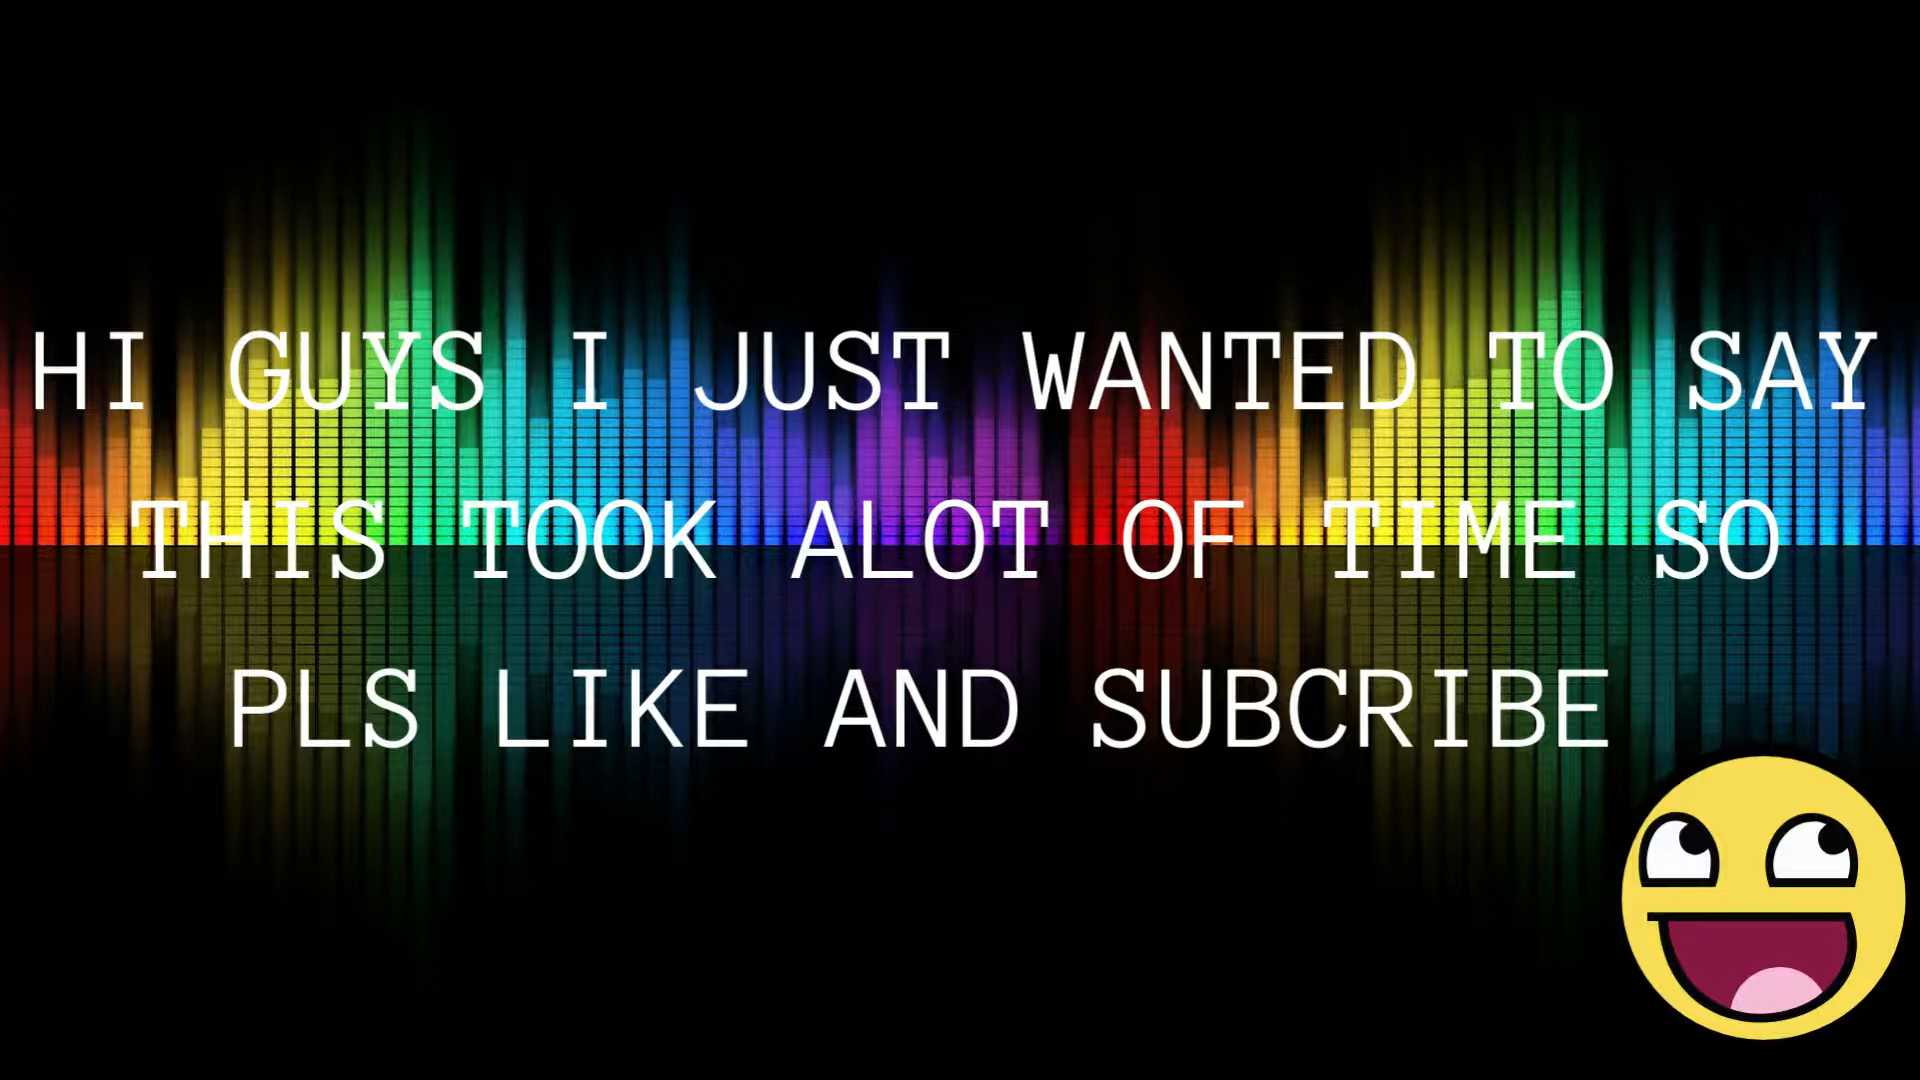 HI GUYS I JUST WANTED TO SAY
THIS TOOK ALOT OF TIME SO
PLS LIKE AND SUBCRIBE